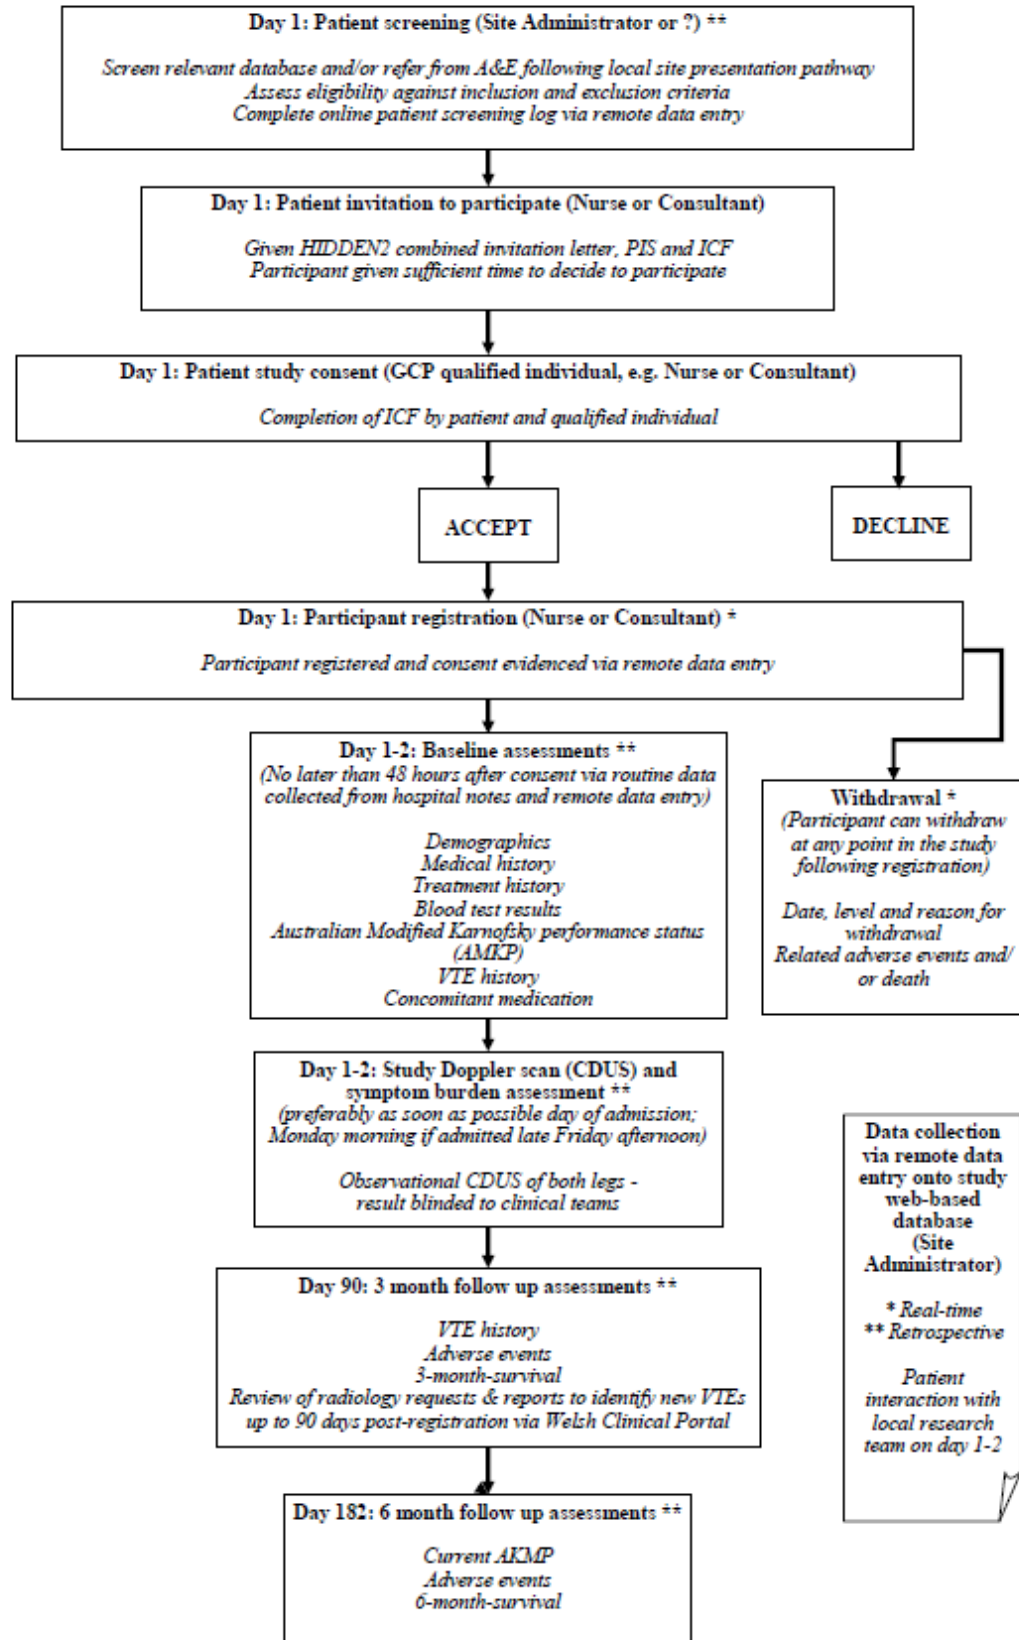 Day 1: Patient screening (Site Administrator or ?) **
Screen relevant database and/or refer from A&E following local site presentation pathway
Assess eligibility against inclusion and exclusion criteria
Complete online patient screening log via remote data entry
Day 1: Patient invitation to participate (Nurse or Consultant)
Given HIDDEN2 combined invitation letter, PIS and ICF
Participant given sufficient time to decide to participate
Day 1: Patient study consent (GCP qualified individual, e.g. Nurse or Consultant)
Completion of ICF by patient and qualified individual
ACCEPT
DECLINE
Day 1: Participant registration (Nurse or Consultant) *
Participant registered and consent evidenced via remote data entry
Day 1-2: Baseline assessments **
(No later than 48 hours after consent via routine data
collected from hospital notes and remote data entry)
Demographics
Medical history
Treatment history
Blood test results
Australian Modified Karnofsky performance status
(AMKP)
VTE history
Concomitant medication
Withdrawal *
(Participant can withdraw
at any point in the study
following registration)
Date, level and reason for
withdrawal
Related adverse events and/
or death
Day 1-2: Study Doppler scan (CDUS) and
symptom burden assessment **
(preferably as soon as possible day of admission;
Monday morning if admitted late Friday afternoon)
Observational CDUS of both legs -
result blinded to clinical teams
Data collection
via remote data
entry onto study
web-based
database
(Site
Administrator)
* Real-time
** Retrospective
Patient
interaction with
local research
team on day 1-2
Day 90: 3 month follow up assessments **
VTE history
Adverse events
3-month-survival
Review of radiology requests & reports to identify new VTEs
up to 90 days post-registration via Welsh Clinical Portal
Day 182: 6 month follow up assessments **
Current AKMP
Adverse events
6-month-survival